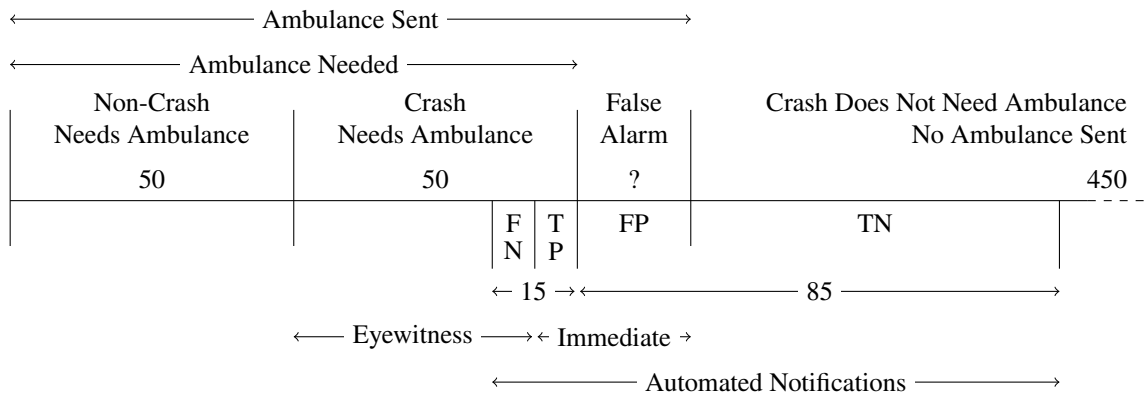 Ambulance Sent
Ambulance Needed
Non-Crash
Needs Ambulance
50
Crash
Needs Ambulance
50
False
Alarm
?
Crash Does Not Need Ambulance
No Ambulance Sent
450
F
N
T
P
FP
TN
15
85
Eyewitness
Immediate
Automated Notifications